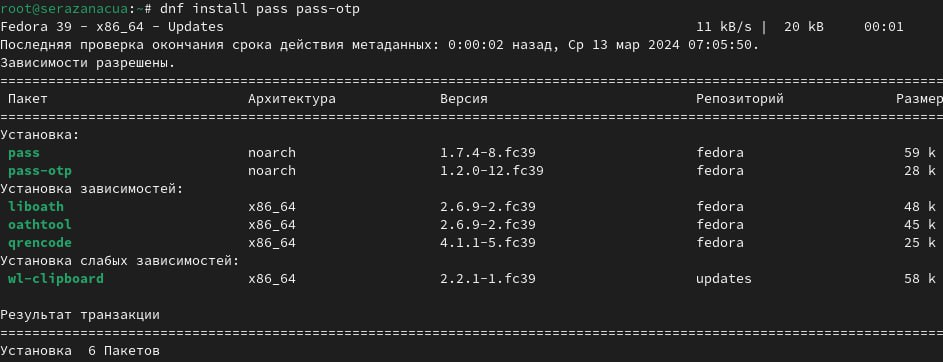 root@serazanacua:~# dnf install pass pass-otp
Fedora 39 - x86_64 - Updates 11 kB/s | 20 kB 00:01
Последняя проверка окончания срока действия метаданных: 0:00:02 назад, Ср 13 мар 2024 07:05:50.
Зависимости разрешены.
================================================================================
Пакет Архитектура Версия Репозиторий Размер
================================================================================
Установка:
pass noarch 1.7.4-8.fc39 fedora 59 k
pass-otp noarch 1.2.0-12.fc39 fedora 28 k
Установка зависимостей:
liboath x86_64 2.6.9-2.fc39 fedora 48 k
oathtool x86_64 2.6.9-2.fc39 fedora 45 k
qrencode x86_64 4.1.1-5.fc39 fedora 25 k
Установка слабых зависимостей:
wl-clipboard x86_64 2.2.1-1.fc39 updates 58 k
Результат транзакции
================================================================================
Установка 6 Пакетов